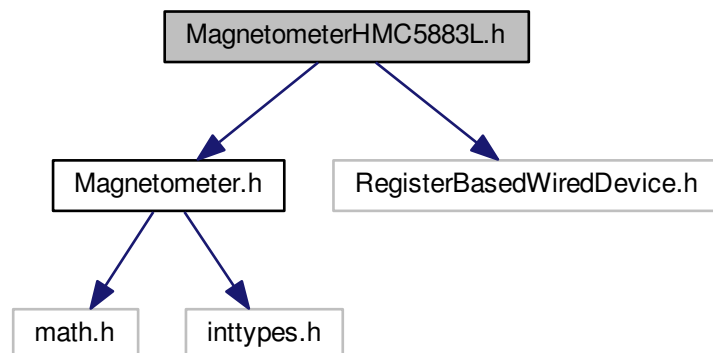 MagnetometerHMC5883L.h
Magnetometer.h
RegisterBasedWiredDevice.h
math.h
inttypes.h